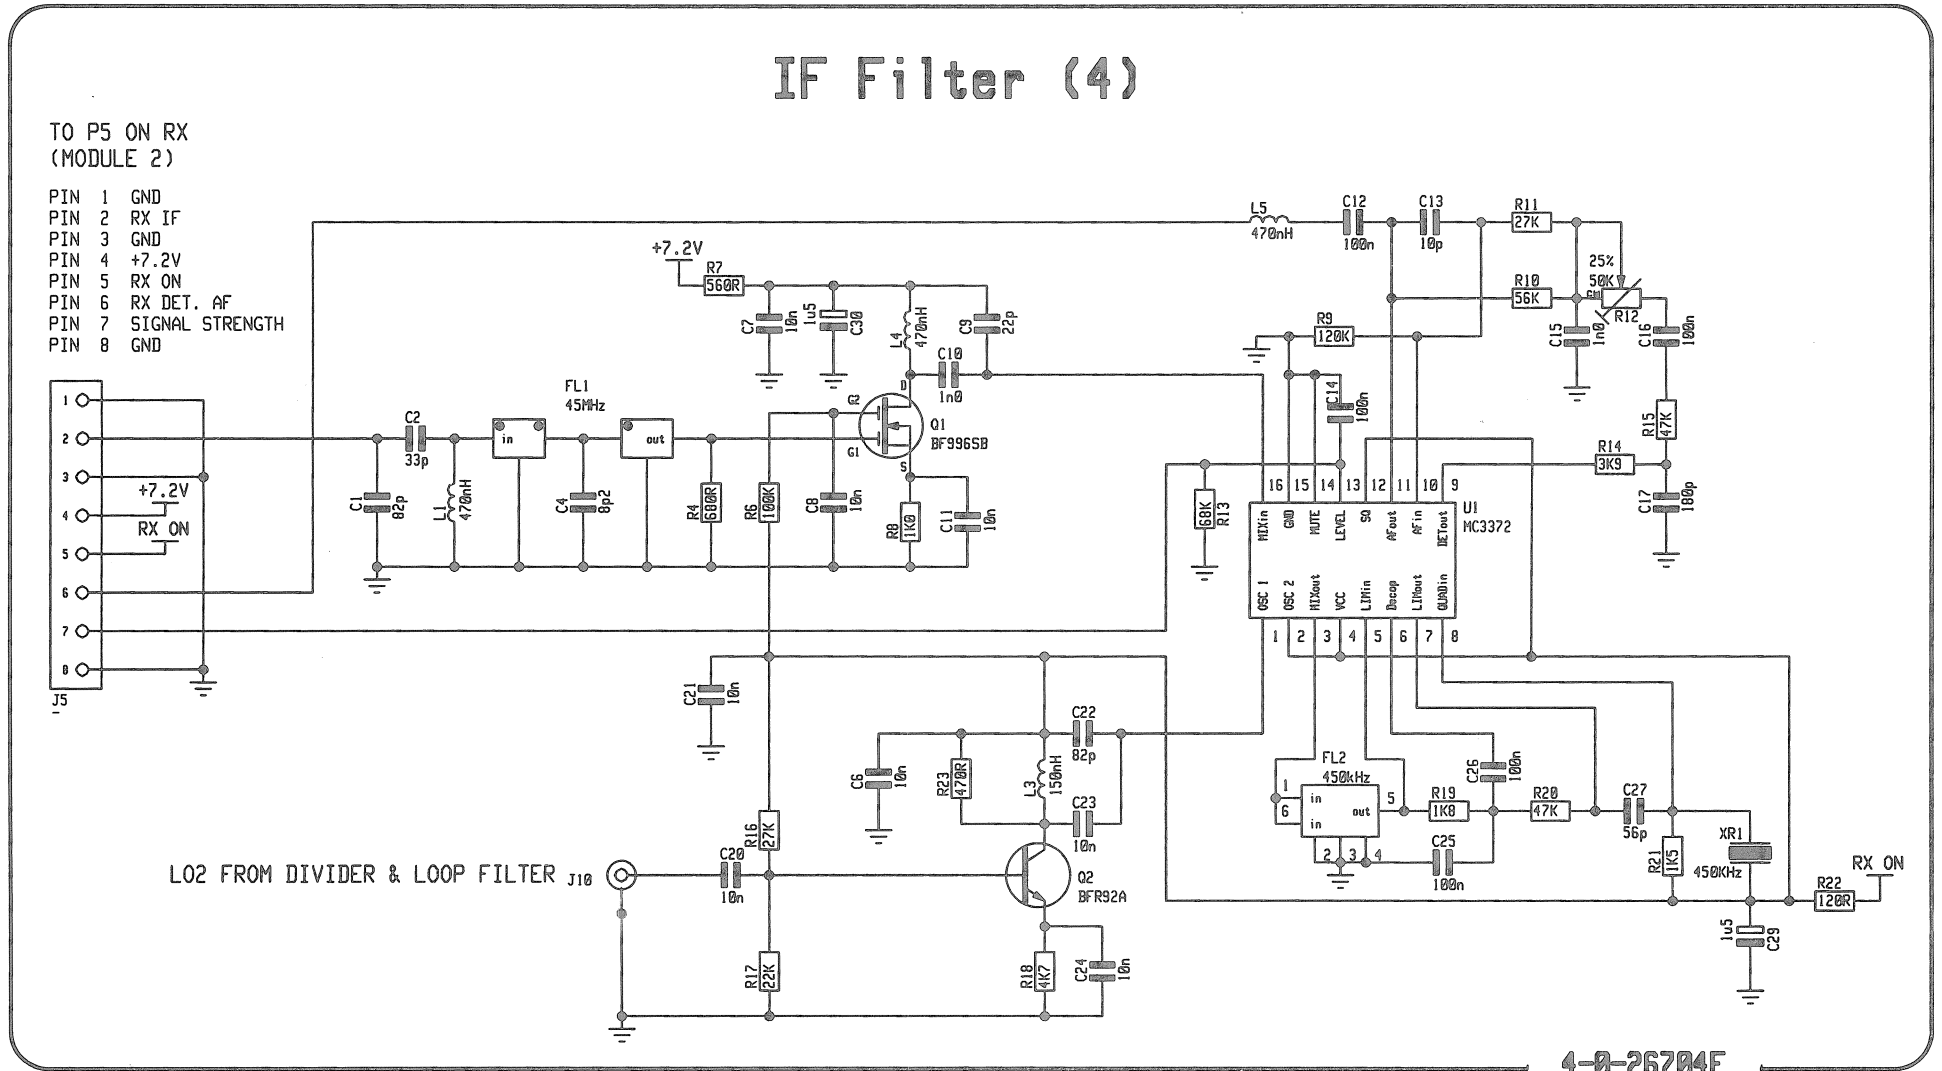 IF Filter (4)
TO P5 ON RX
(MODULE 2)
PIN 1 GND
PIN 2 RX IF
PIN 3 GND
PIN 4 +7.2V
PIN 5 RX ON
PIN 6 RX DET. AF
PIN 7 SIGNAL STRENGTH
PIN 8 GND
L5
470nH
C12
100n
C13
10p
R11
27K
+7.2V
R7
560R
C7
10n
1u5
C30
L4
470nH
C9
22p
C10
1n0
R9
120K
R10
56K
25%
50K
R12
C15
1n0
C16
100n
1
2
3
4
5
6
7
8
J5
+7.2V
RX ON
FL1
45MHz
C2
33p
in
out
C1
82p
L1
470nH
C4
8p2
R4
680R
R6
100K
C8
10n
G2
G1
D
S
Q1
BF996SB
R8
1K0
C11
10n
C14
100n
R13
68K
R15
47K
R14
3K9
C17
180p
16 15 14 13 12 11 10 9
U1
MC3372
MIXin
GND
MUTE
LEVEL
SQ
AFout
AFin
DETout
OSC 1
OSC 2
MIXout
VCC
LIMin
Decop
LIMout
QUADin
1 2 3 4 5 6 7 8
C21
10n
C6
10n
R23
470R
L3
150nH
C22
82p
C23
10n
R16
27K
LO2 FROM DIVIDER & LOOP FILTER J10
C20
10n
Q2
BFR92A
R17
22K
R18
4K7
C24
10n
FL2
450kHz
1
6
in
in
out
5
2 3 4
R19
1K8
C25
100n
C26
100n
R20
47K
C27
56p
R21
1K5
XR1
450KHz
RX ON
R22
120R
1u5
C29
4-0-26704F